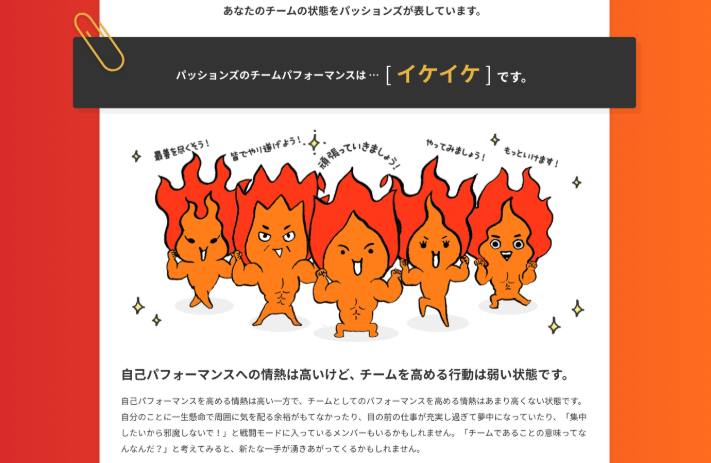 あなたのチームの状態をパッションズが表しています。
パッションズのチームパフォーマンスは … [ イケイケ ] です。
最善を尽くそう！
皆でやり遂げよう！
頑張っていきましょう！
やってみましょう！
もっといけます！
自己パフォーマンスへの情熱は高いけど、チームを高める行動は弱い状態です。
自己パフォーマンスを高める情熱は高い一方で、チームとしてのパフォーマンスを高める情熱はあまり高くない状態です。
自分のことに一生懸命で周囲に気を配る余裕がもてなかったり、目の前の仕事が充実し過ぎて夢中になっていたり、「集中
したいから邪魔しないで！」と戦闘モードに入っているメンバーもいるかもしれません。「チームであることの意味ってな
んなんだ？」と考えてみると、新たな一手が湧きあがってくるかもしれません。